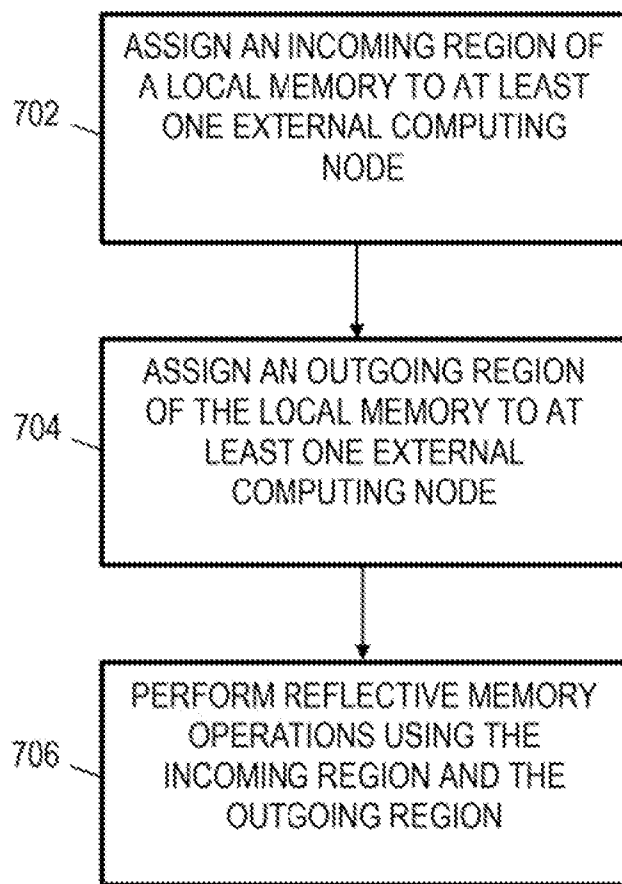 702
ASSIGN AN INCOMING REGION OF
A LOCAL MEMORY TO AT LEAST
ONE EXTERNAL COMPUTING
NODE
704
ASSIGN AN OUTGOING REGION
OF THE LOCAL MEMORY TO AT
LEAST ONE EXTERNAL
COMPUTING NODE
706
PERFORM REFLECTIVE MEMORY
OPERATIONS USING THE
INCOMING REGION AND THE
OUTGOING REGION